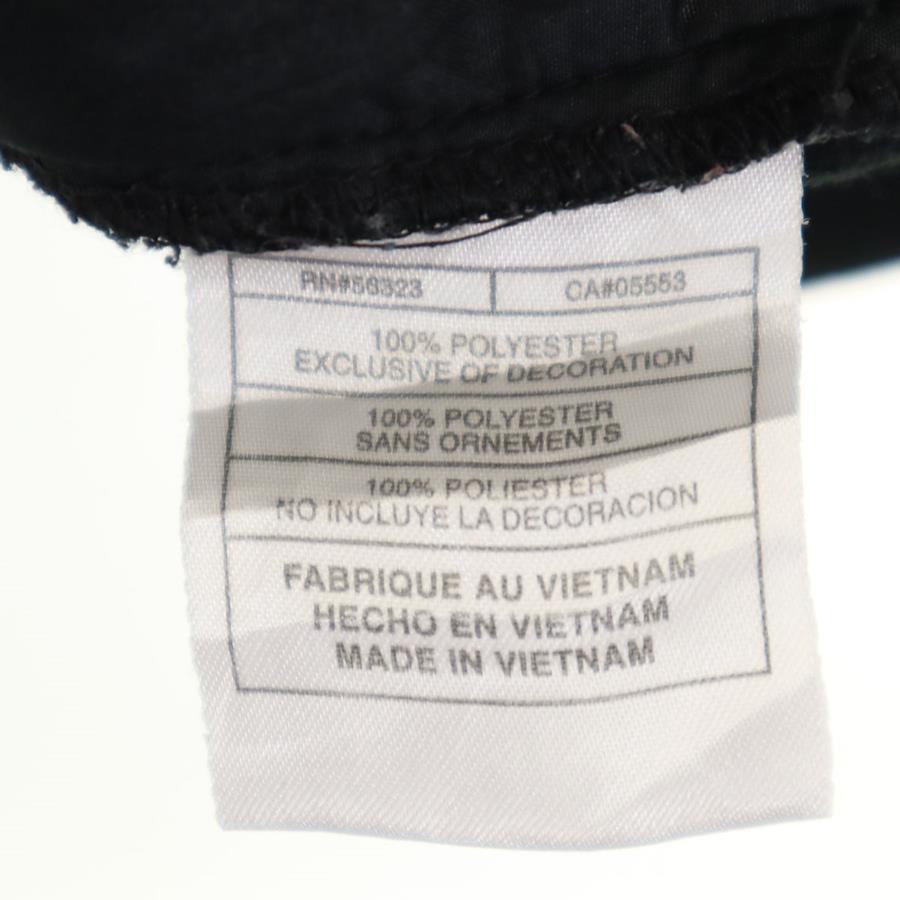 RN#56323 CA#05553
100% POLYESTER
EXCLUSIVE OF DECORATION
100% POLYESTER
SANS ORNEMENTS
100% POLIESTER
NO INCLUYE LA DECORACION
FABRIQUE AU VIETNAM
HECHO EN VIETNAM
MADE IN VIETNAM